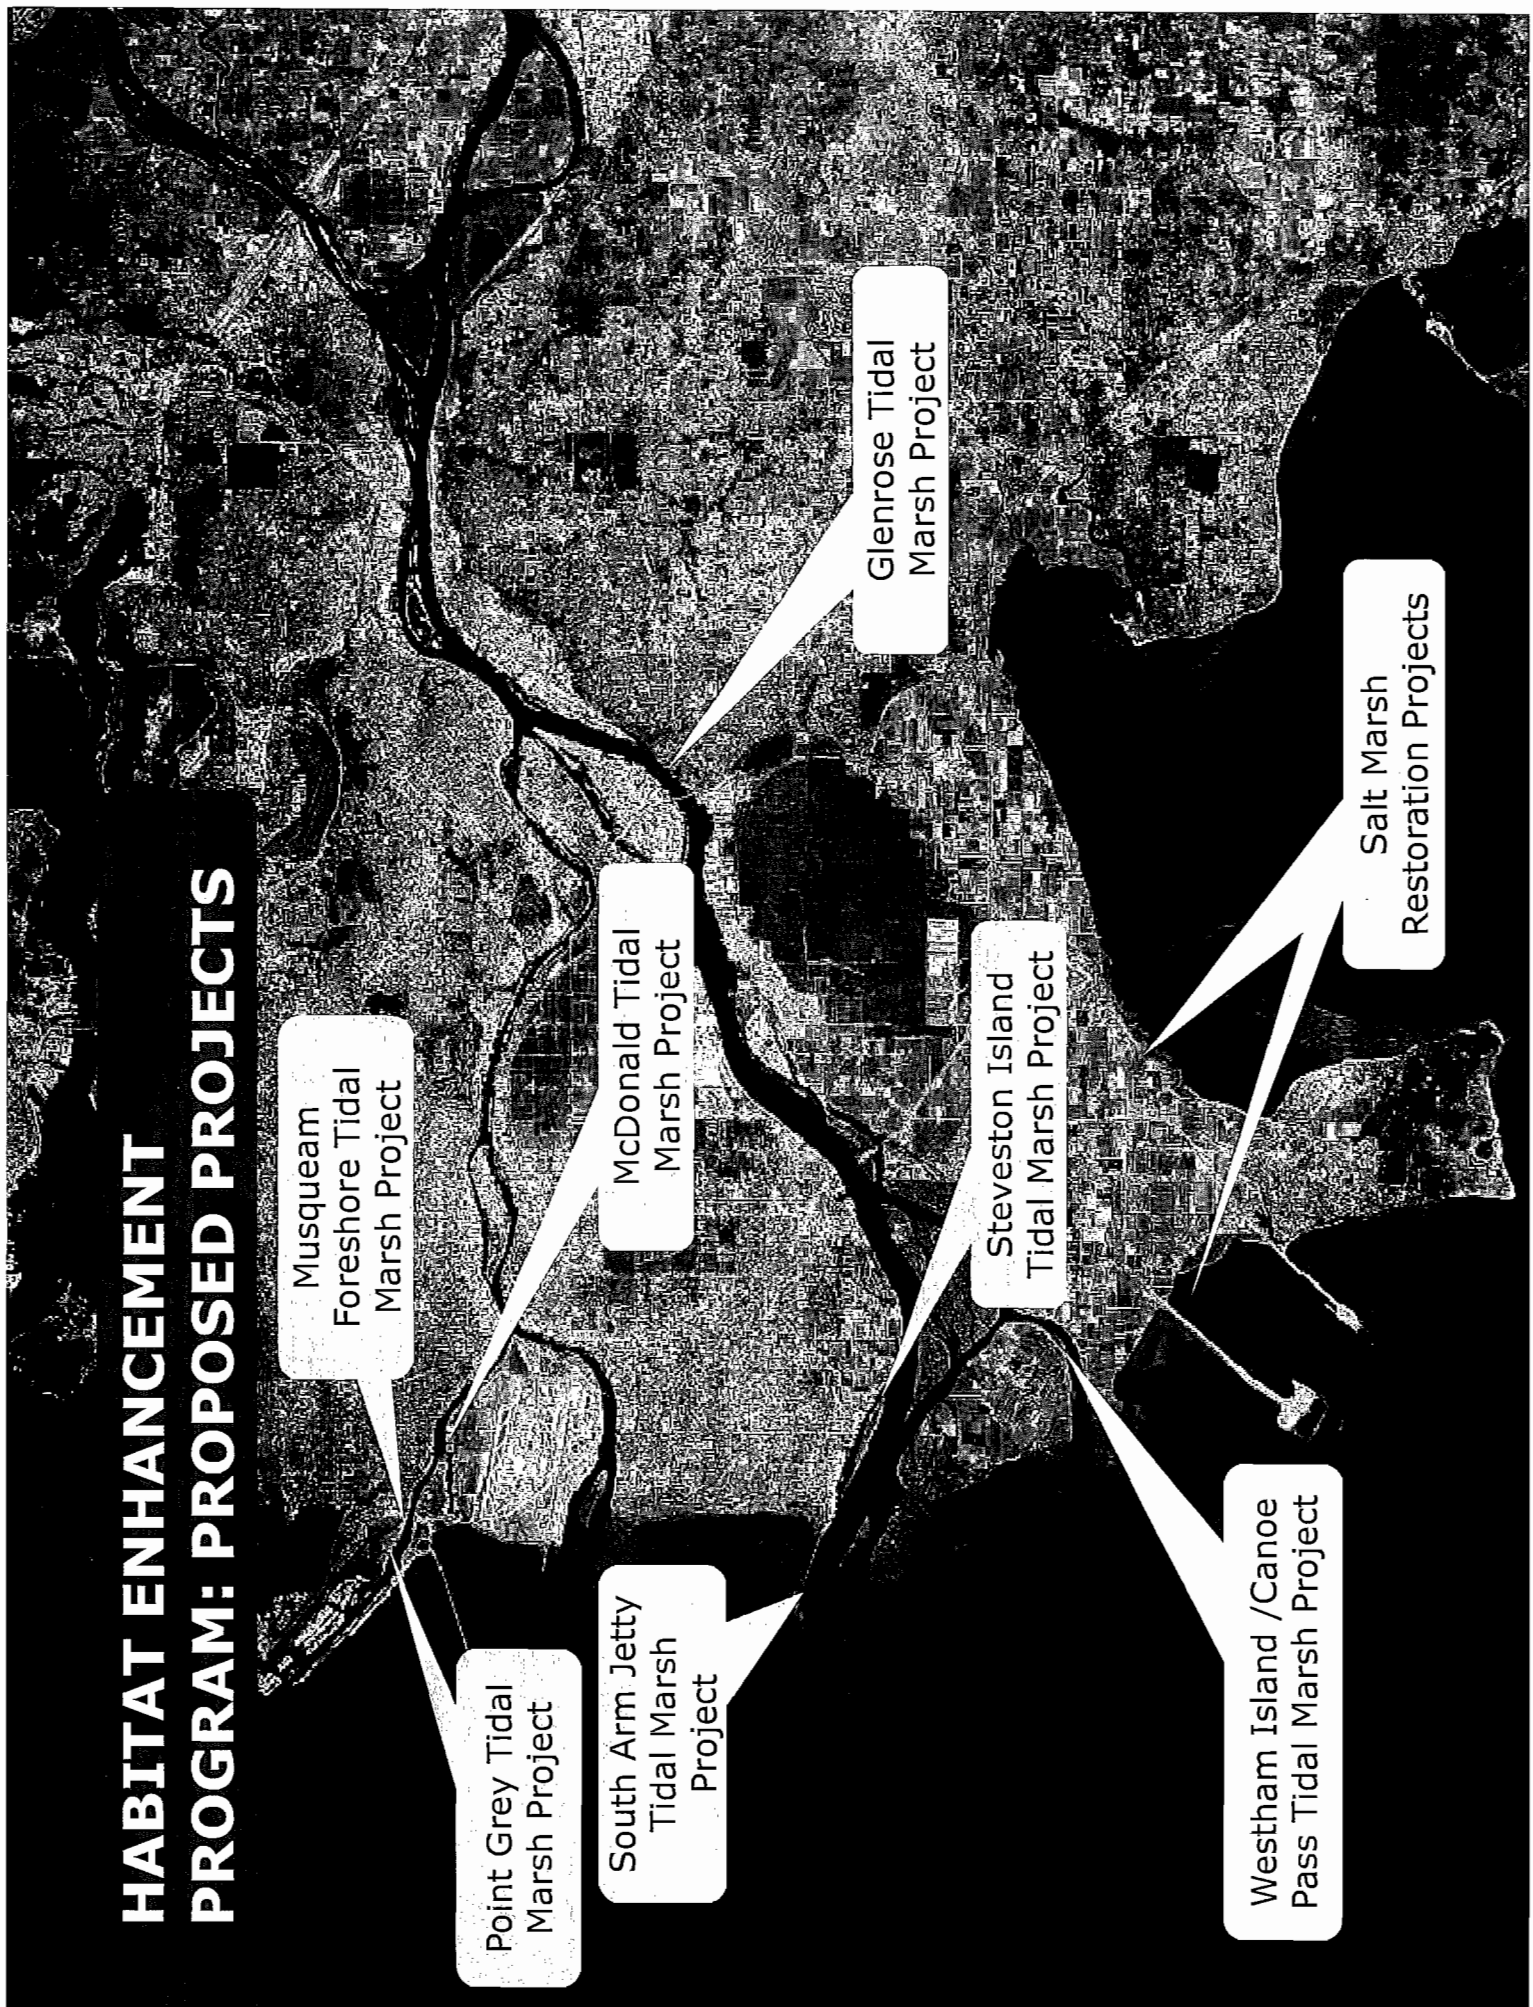 HABITAT ENHANCEMENT
PROGRAM: PROPOSED PROJECTS
Musqueam
Foreshore Tidal
Marsh Project
Point Grey Tidal
Marsh Project
McDonald Tidal
Marsh Project
South Arm Jetty
Tidal Marsh
Project
Glenrose Tidal
Marsh Project
Steveston Island
Tidal Marsh Project
Westham Island /Canoe
Pass Tidal Marsh Project
Salt Marsh
Restoration Projects